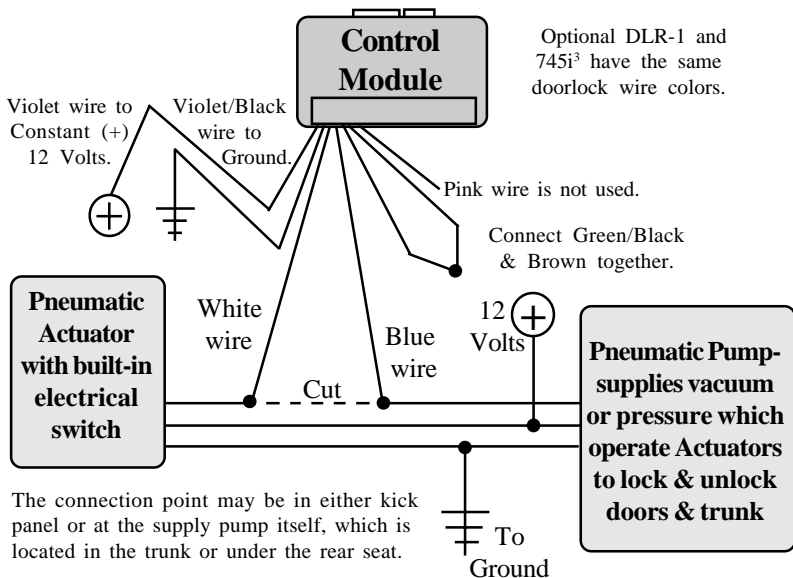 Control
Module
Optional DLR-1 and
745i³ have the same
doorlock wire colors.
Violet wire to
Constant (+)
12 Volts.
Violet/Black
wire to
Ground.
Pink wire is not used.
Connect Green/Black
& Brown together.
Pneumatic
Actuator
with built-in
electrical
switch
White
wire
Cut
Blue
wire
12
Volts
Pneumatic Pump-
supplies vacuum
or pressure which
operate Actuators
to lock & unlock
doors & trunk
The connection point may be in either kick
panel or at the supply pump itself, which is
located in the trunk or under the rear seat.
To
Ground